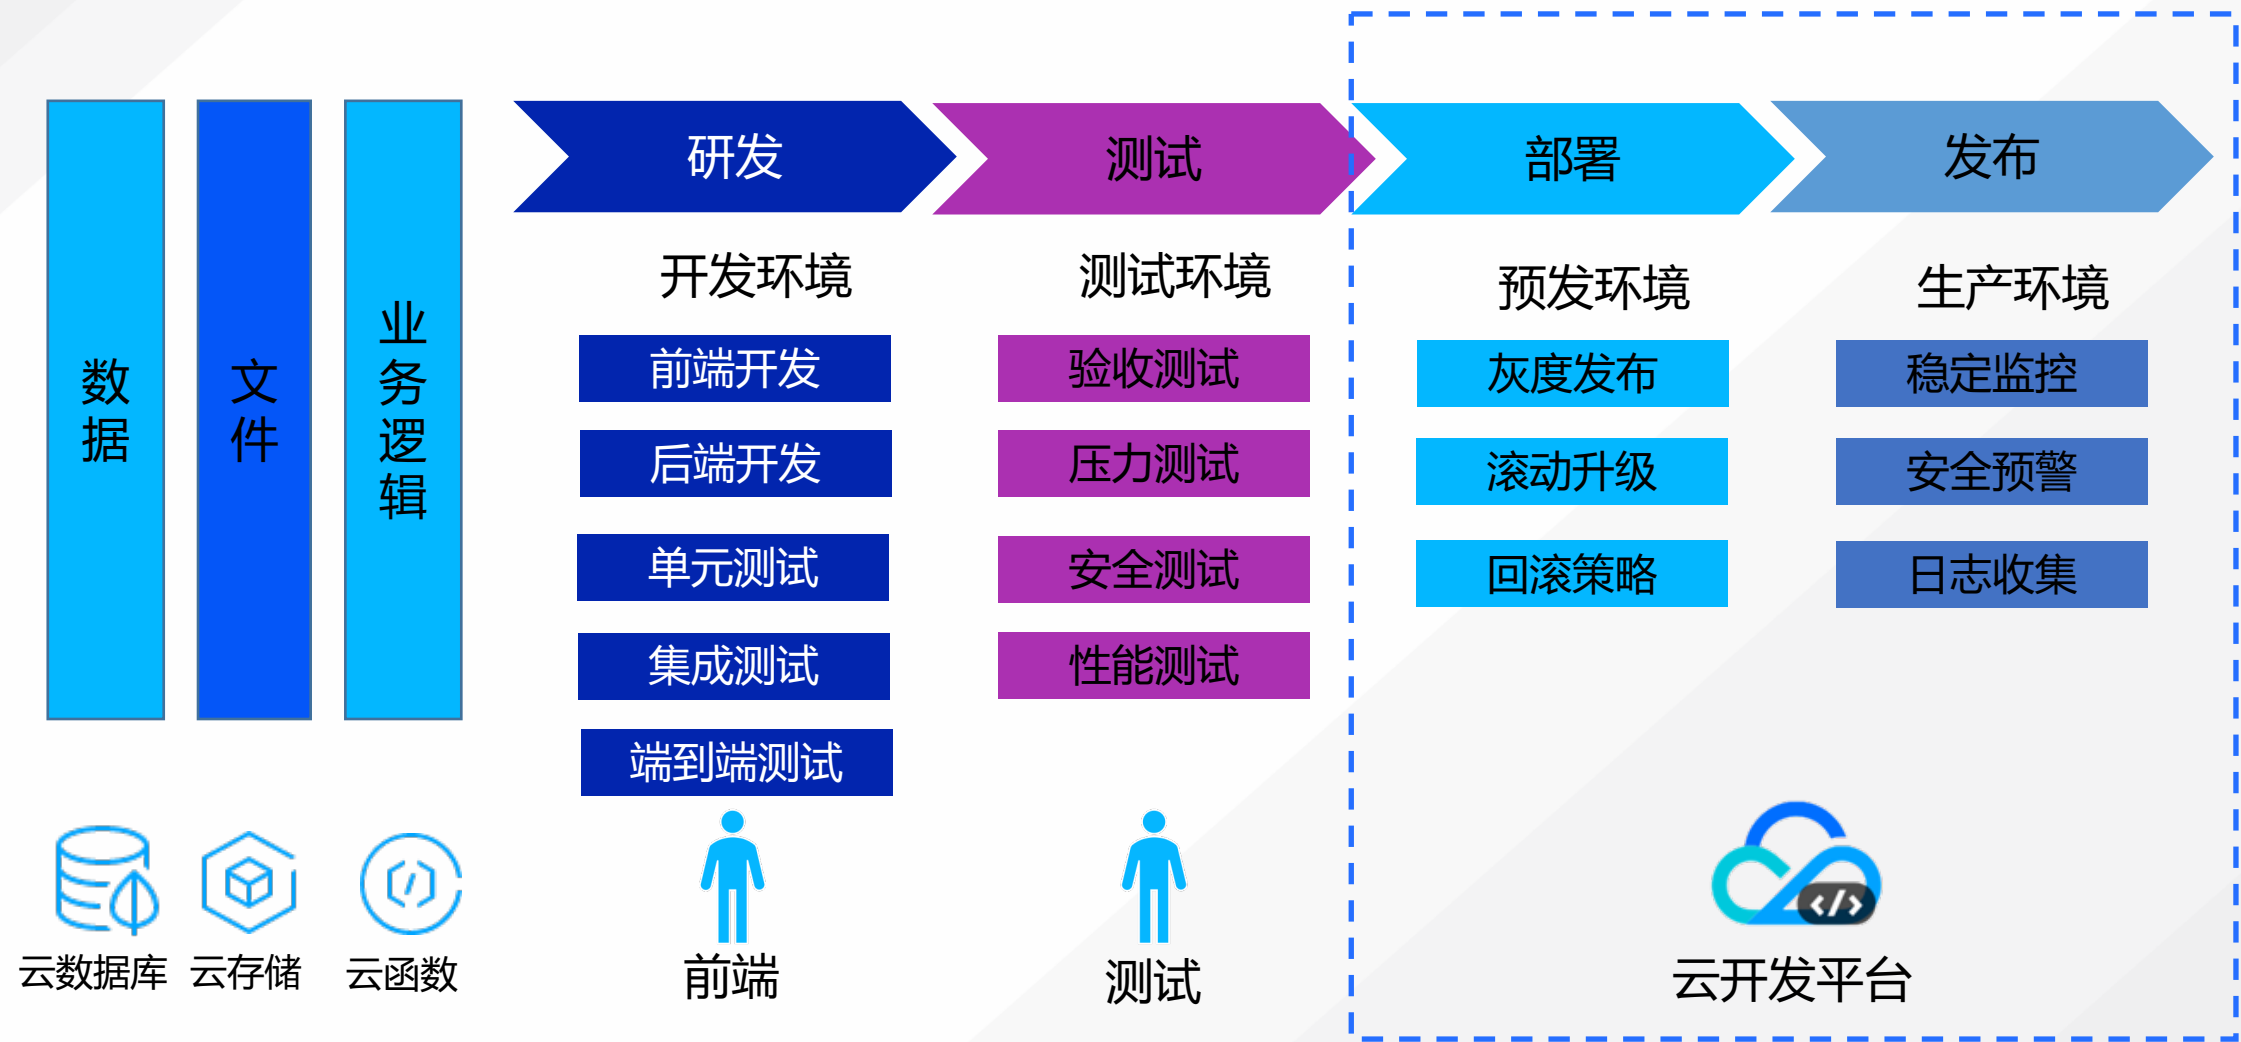 数据
文件
业务逻辑
云数据库
云存储
云函数
研发
测试
部署
发布
开发环境
前端开发
后端开发
单元测试
集成测试
端到端测试
前端
测试环境
验收测试
压力测试
安全测试
性能测试
测试
预发环境
灰度发布
滚动升级
回滚策略
生产环境
稳定监控
安全预警
日志收集
云开发平台